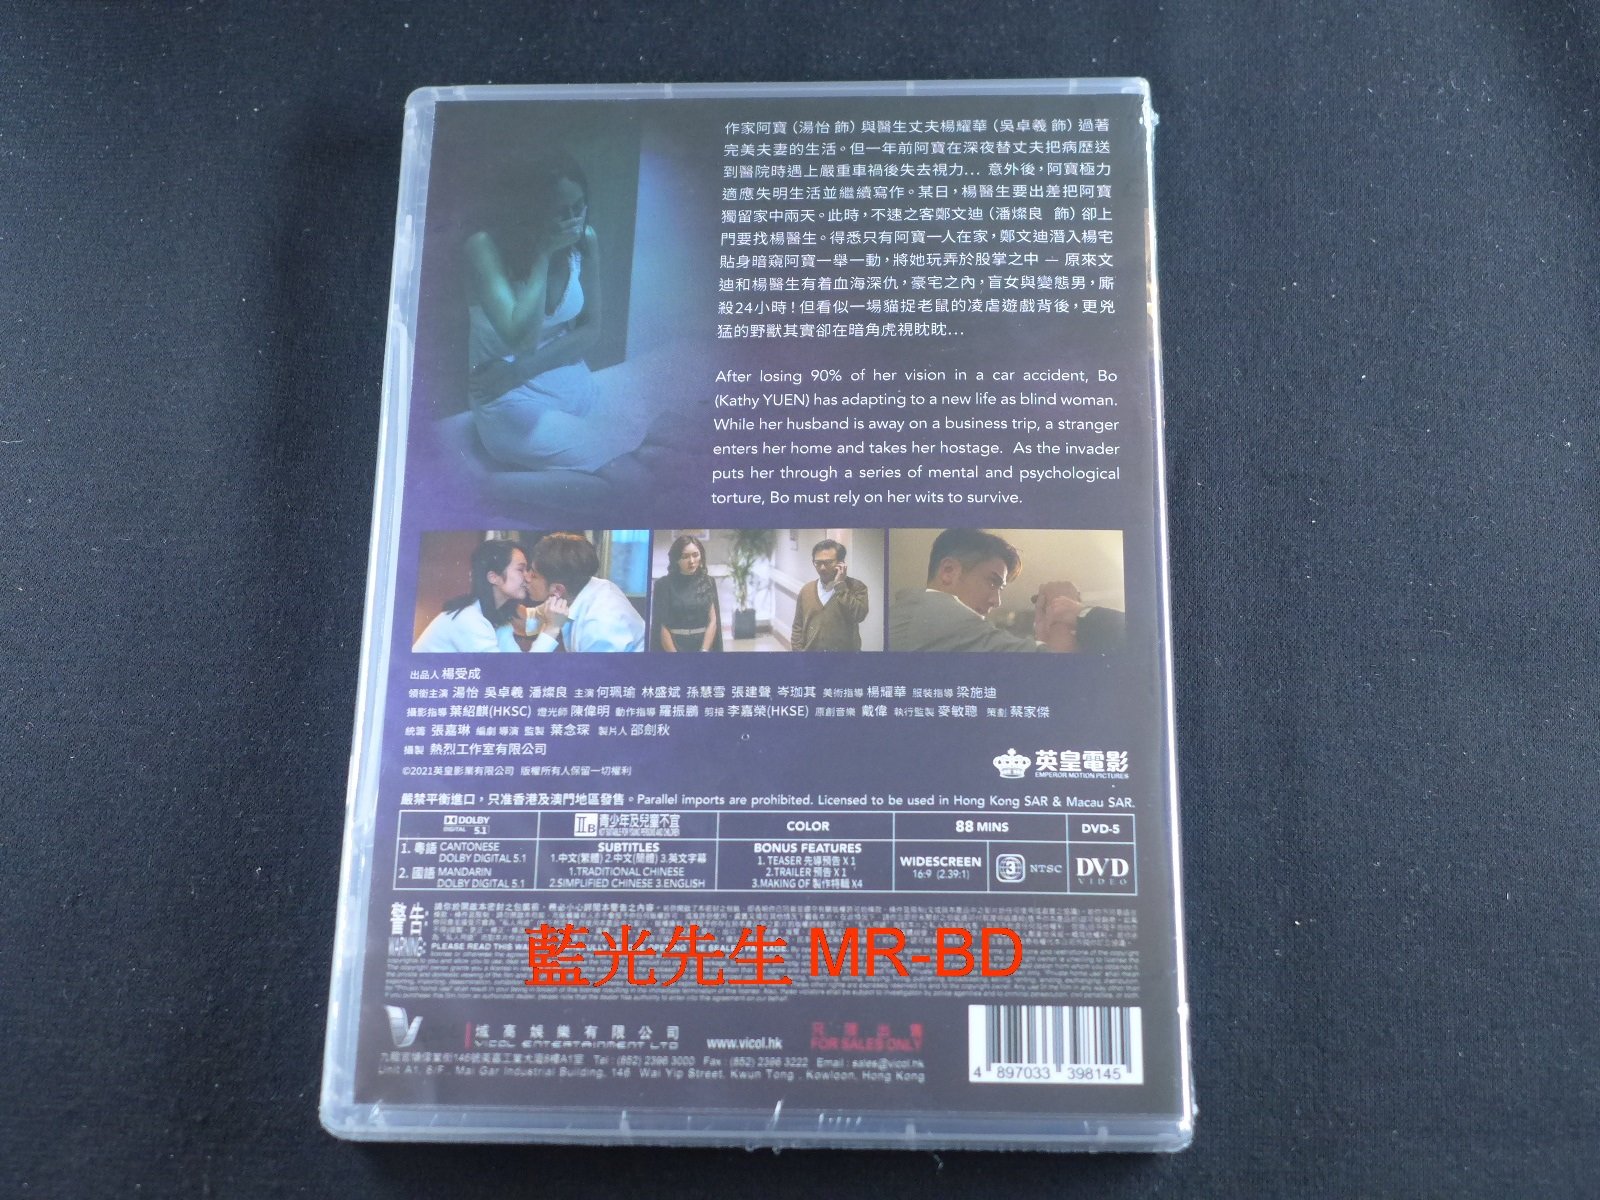 作家阿寶（湯怡 飾）與醫生丈夫楊耀華（吳卓羲 飾）過著
完美夫妻的生活。但一年前阿寶在深夜替丈夫把病歷送
到醫院時遇上嚴重車禍後失去視力… 意外後，阿寶極力
適應失明生活並繼續寫作。某日，楊醫生要出差把阿寶
獨留家中兩天。此時，不速之客鄭文迪（潘燦良 飾）卻上
門要找楊醫生。得悉只有阿寶一人在家，鄭文迪潛入楊宅
貼身暗窺阿寶一舉一動，將她玩弄於股掌之中 — 原來文
迪和楊醫生有着血海深仇，豪宅之內，盲女與變態男，廝
殺24小時！但看似一場貓捉老鼠的凌虐遊戲背後，更兇
猛的野獸其實卻在暗角虎視眈眈…
After losing 90% of her vision in a car accident, Bo
(Kathy YUEN) has adapting to a new life as blind woman.
While her husband is away on a business trip, a stranger
enters her home and takes her hostage. As the invader
puts her through a series of mental and psychological
torture, Bo must rely on her wits to survive.
出品人 楊受成
領銜主演 湯怡 吳卓羲 潘燦良 主演 何珮瑜 林盛斌 孫慧雪 張建聲 岑珈其 美術指導 楊耀華 服裝指導 梁施迪
攝影指導 葉紹麒(HKSC) 燈光師 陳偉明 動作指導 羅振鵬 剪接 李嘉榮(HKSE) 原創音樂 戴偉 執行監製 麥敏聰 策劃 蔡家傑
統籌 張嘉琳 編劇 導演 監製 葉念琛 製片人 邵劍秋
攝製 熱烈工作室有限公司
©2021英皇影業有限公司 版權所有人保留一切權利
英皇電影
EMPEROR MOTION PICTURES
嚴禁平衡進口，只准香港及澳門地區發售。Parallel imports are prohibited. Licensed to be used in Hong Kong SAR & Macau SAR.
DOLBY
DIGITAL 5.1
IIB 青少年及兒童不宜
NOT SUITABLE FOR YOUNG PERSONS AND CHILDREN
COLOR
88 MINS
DVD-5
1. 粵語 CANTONESE
DOLBY DIGITAL 5.1
2. 國語 MANDARIN
DOLBY DIGITAL 5.1
SUBTITLES
1.中文(繁體) 2.中文(簡體) 3.英文字幕
1.TRADITIONAL CHINESE
2.SIMPLIFIED CHINESE 3.ENGLISH
BONUS FEATURES
1. TEASER 先導預告 X 1
2.TRAILER 預告 X 1
3.MAKING OF 製作特輯 X4
WIDESCREEN
16:9 (2.39:1)
3 NTSC
DVD
VIDEO
警告:
WARNING:
藍光先生 MR-BD
域高娛樂有限公司
VICOL ENTERTAINMENT LTD
www.vicol.hk
只限出售
FOR SALES ONLY
Tel : (852) 2396 3000 Fax : (852) 2396 3222 Email : sales@vicol.hk
Unit A1, 8/F., Mai Gar Industrial Building, 146 Wai Yip Street, Kwun Tong , Kowloon, Hong Kong
4 897033 398145